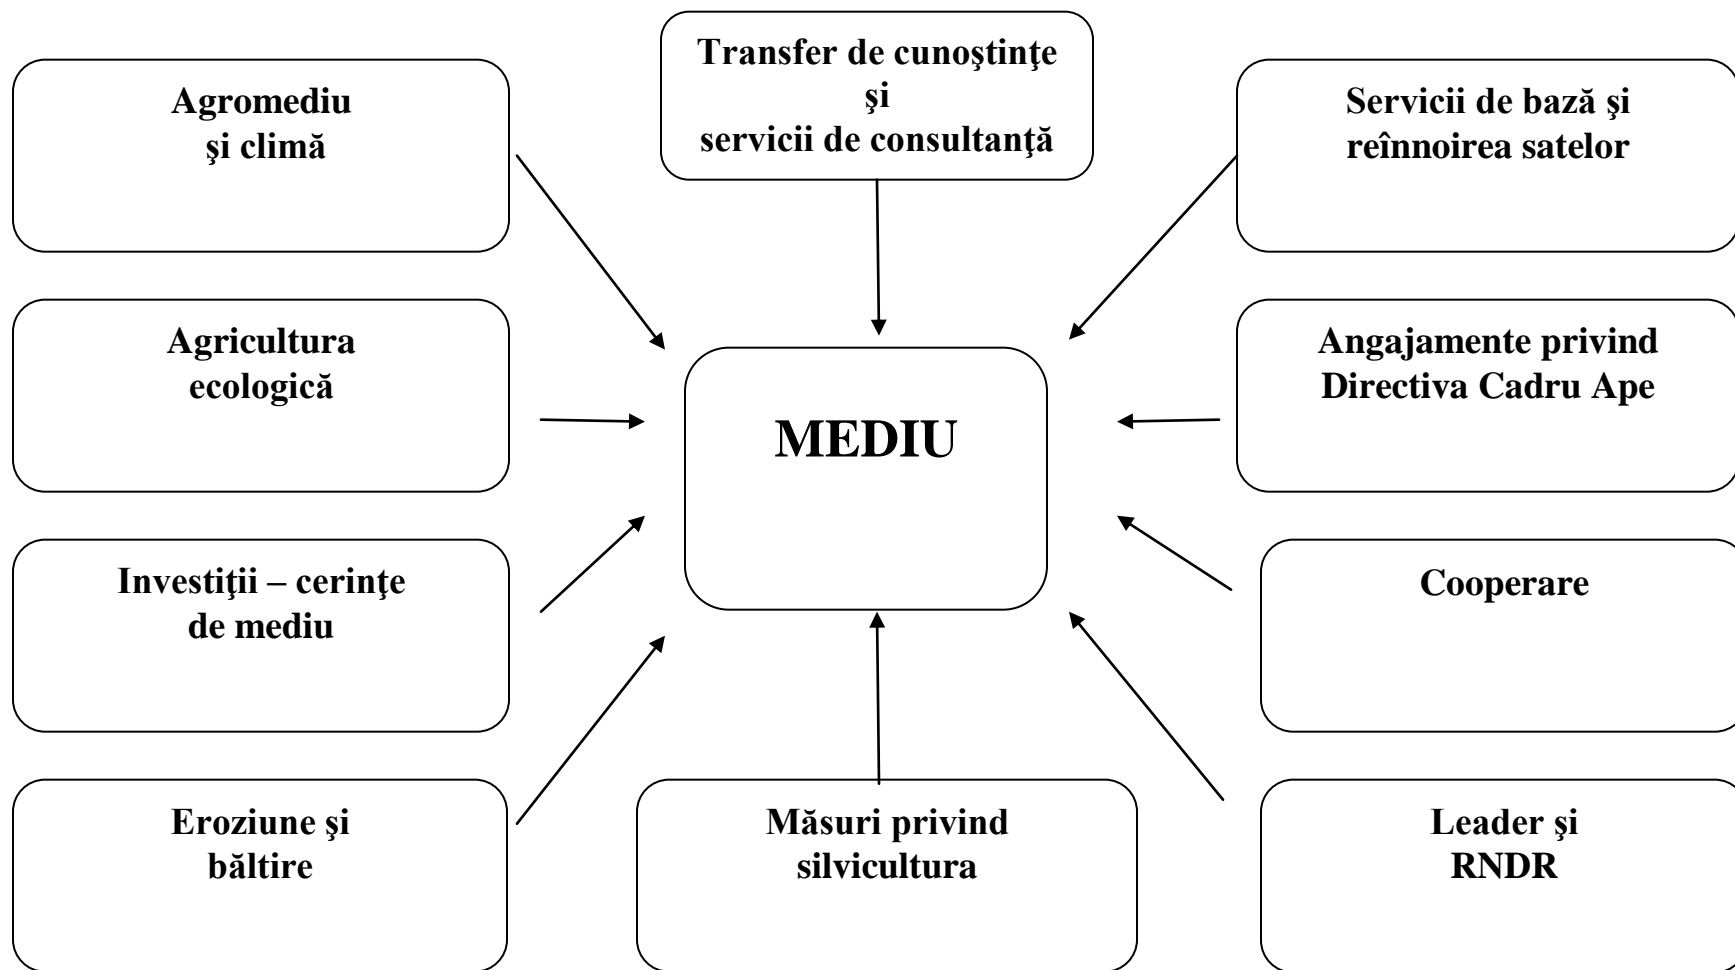 Transfer de cunoştinţe
şi
servicii de consultanţă
Agromediu
şi climă
Servicii de bază şi
reînnoirea satelor
Agricultura
ecologică
Angajamente privind
Directiva Cadru Ape
MEDIU
Investiţii – cerinţe
de mediu
Cooperare
Eroziune şi
băltire
Măsuri privind
silvicultura
Leader şi
RNDR